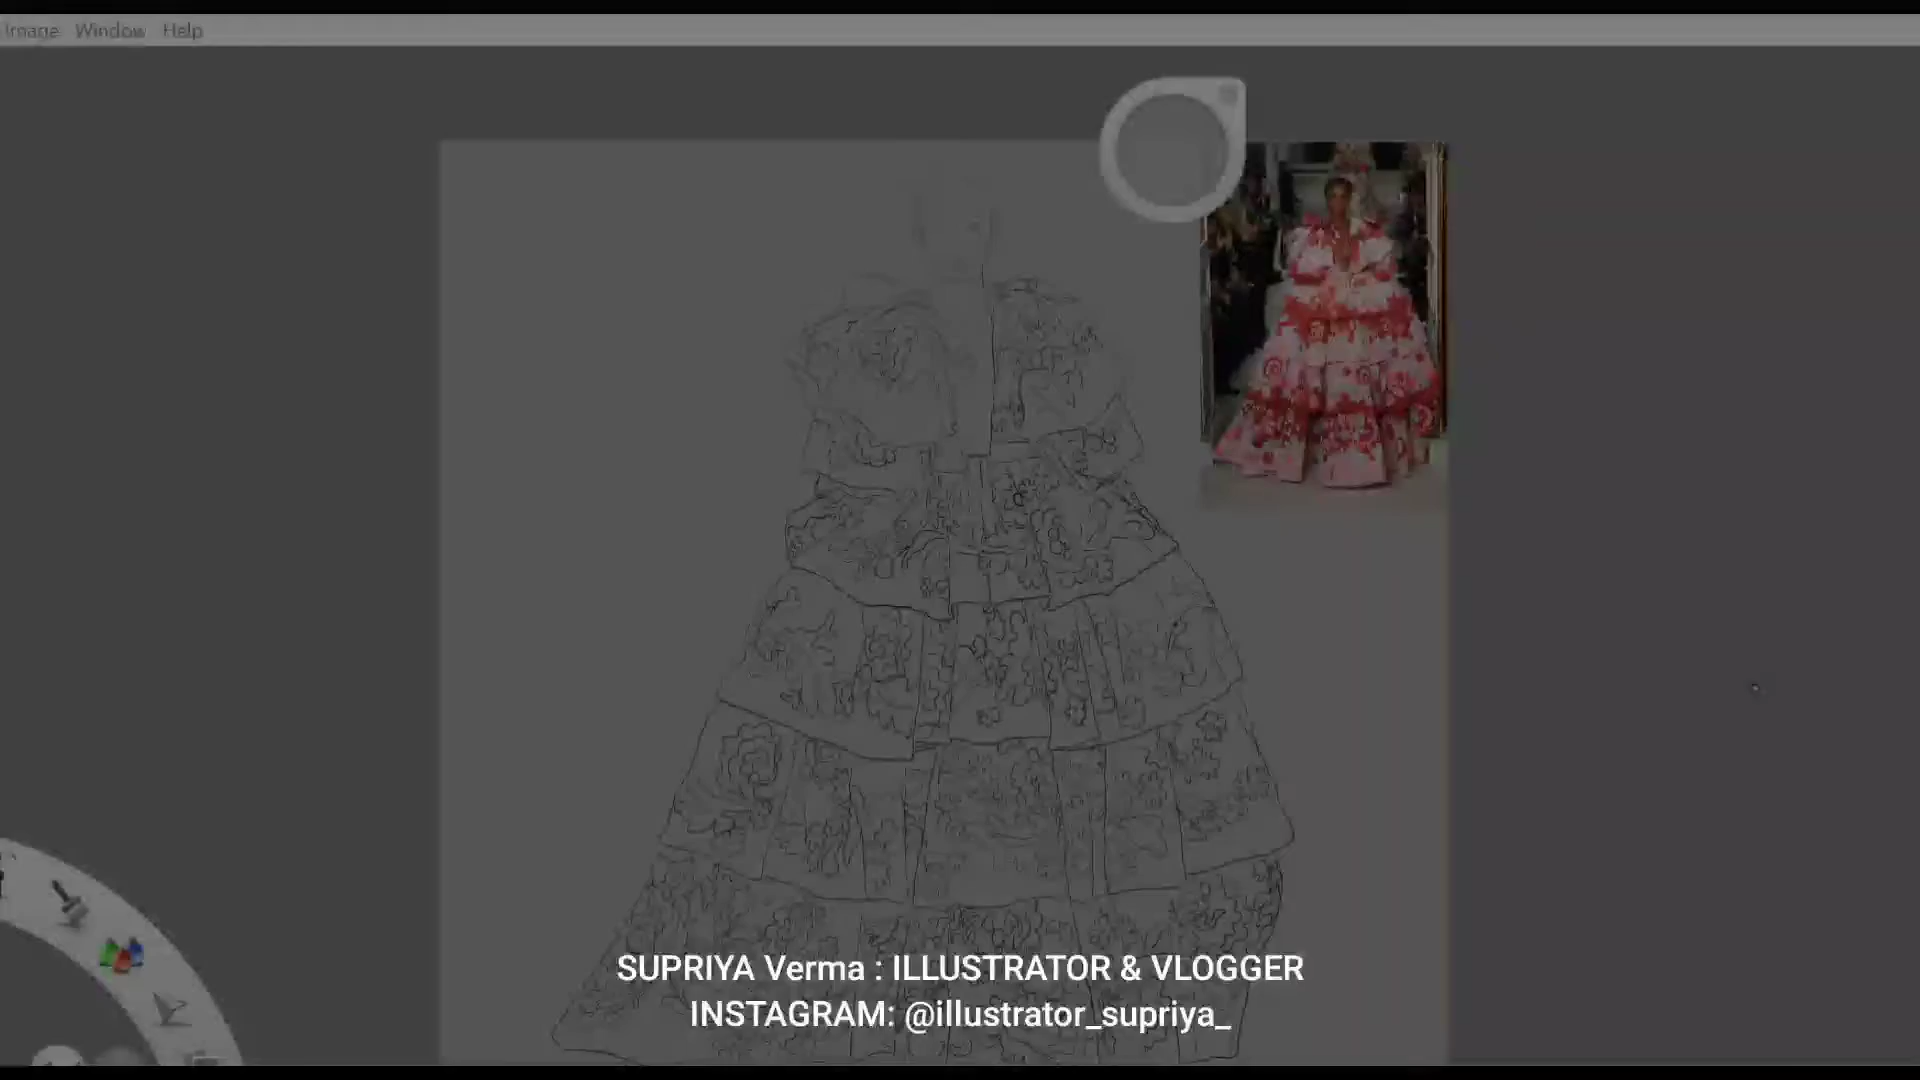 Image Window Help
SUPRIYA Verma : ILLUSTRATOR & VLOGGER
INSTAGRAM: @illustrator_supriya_